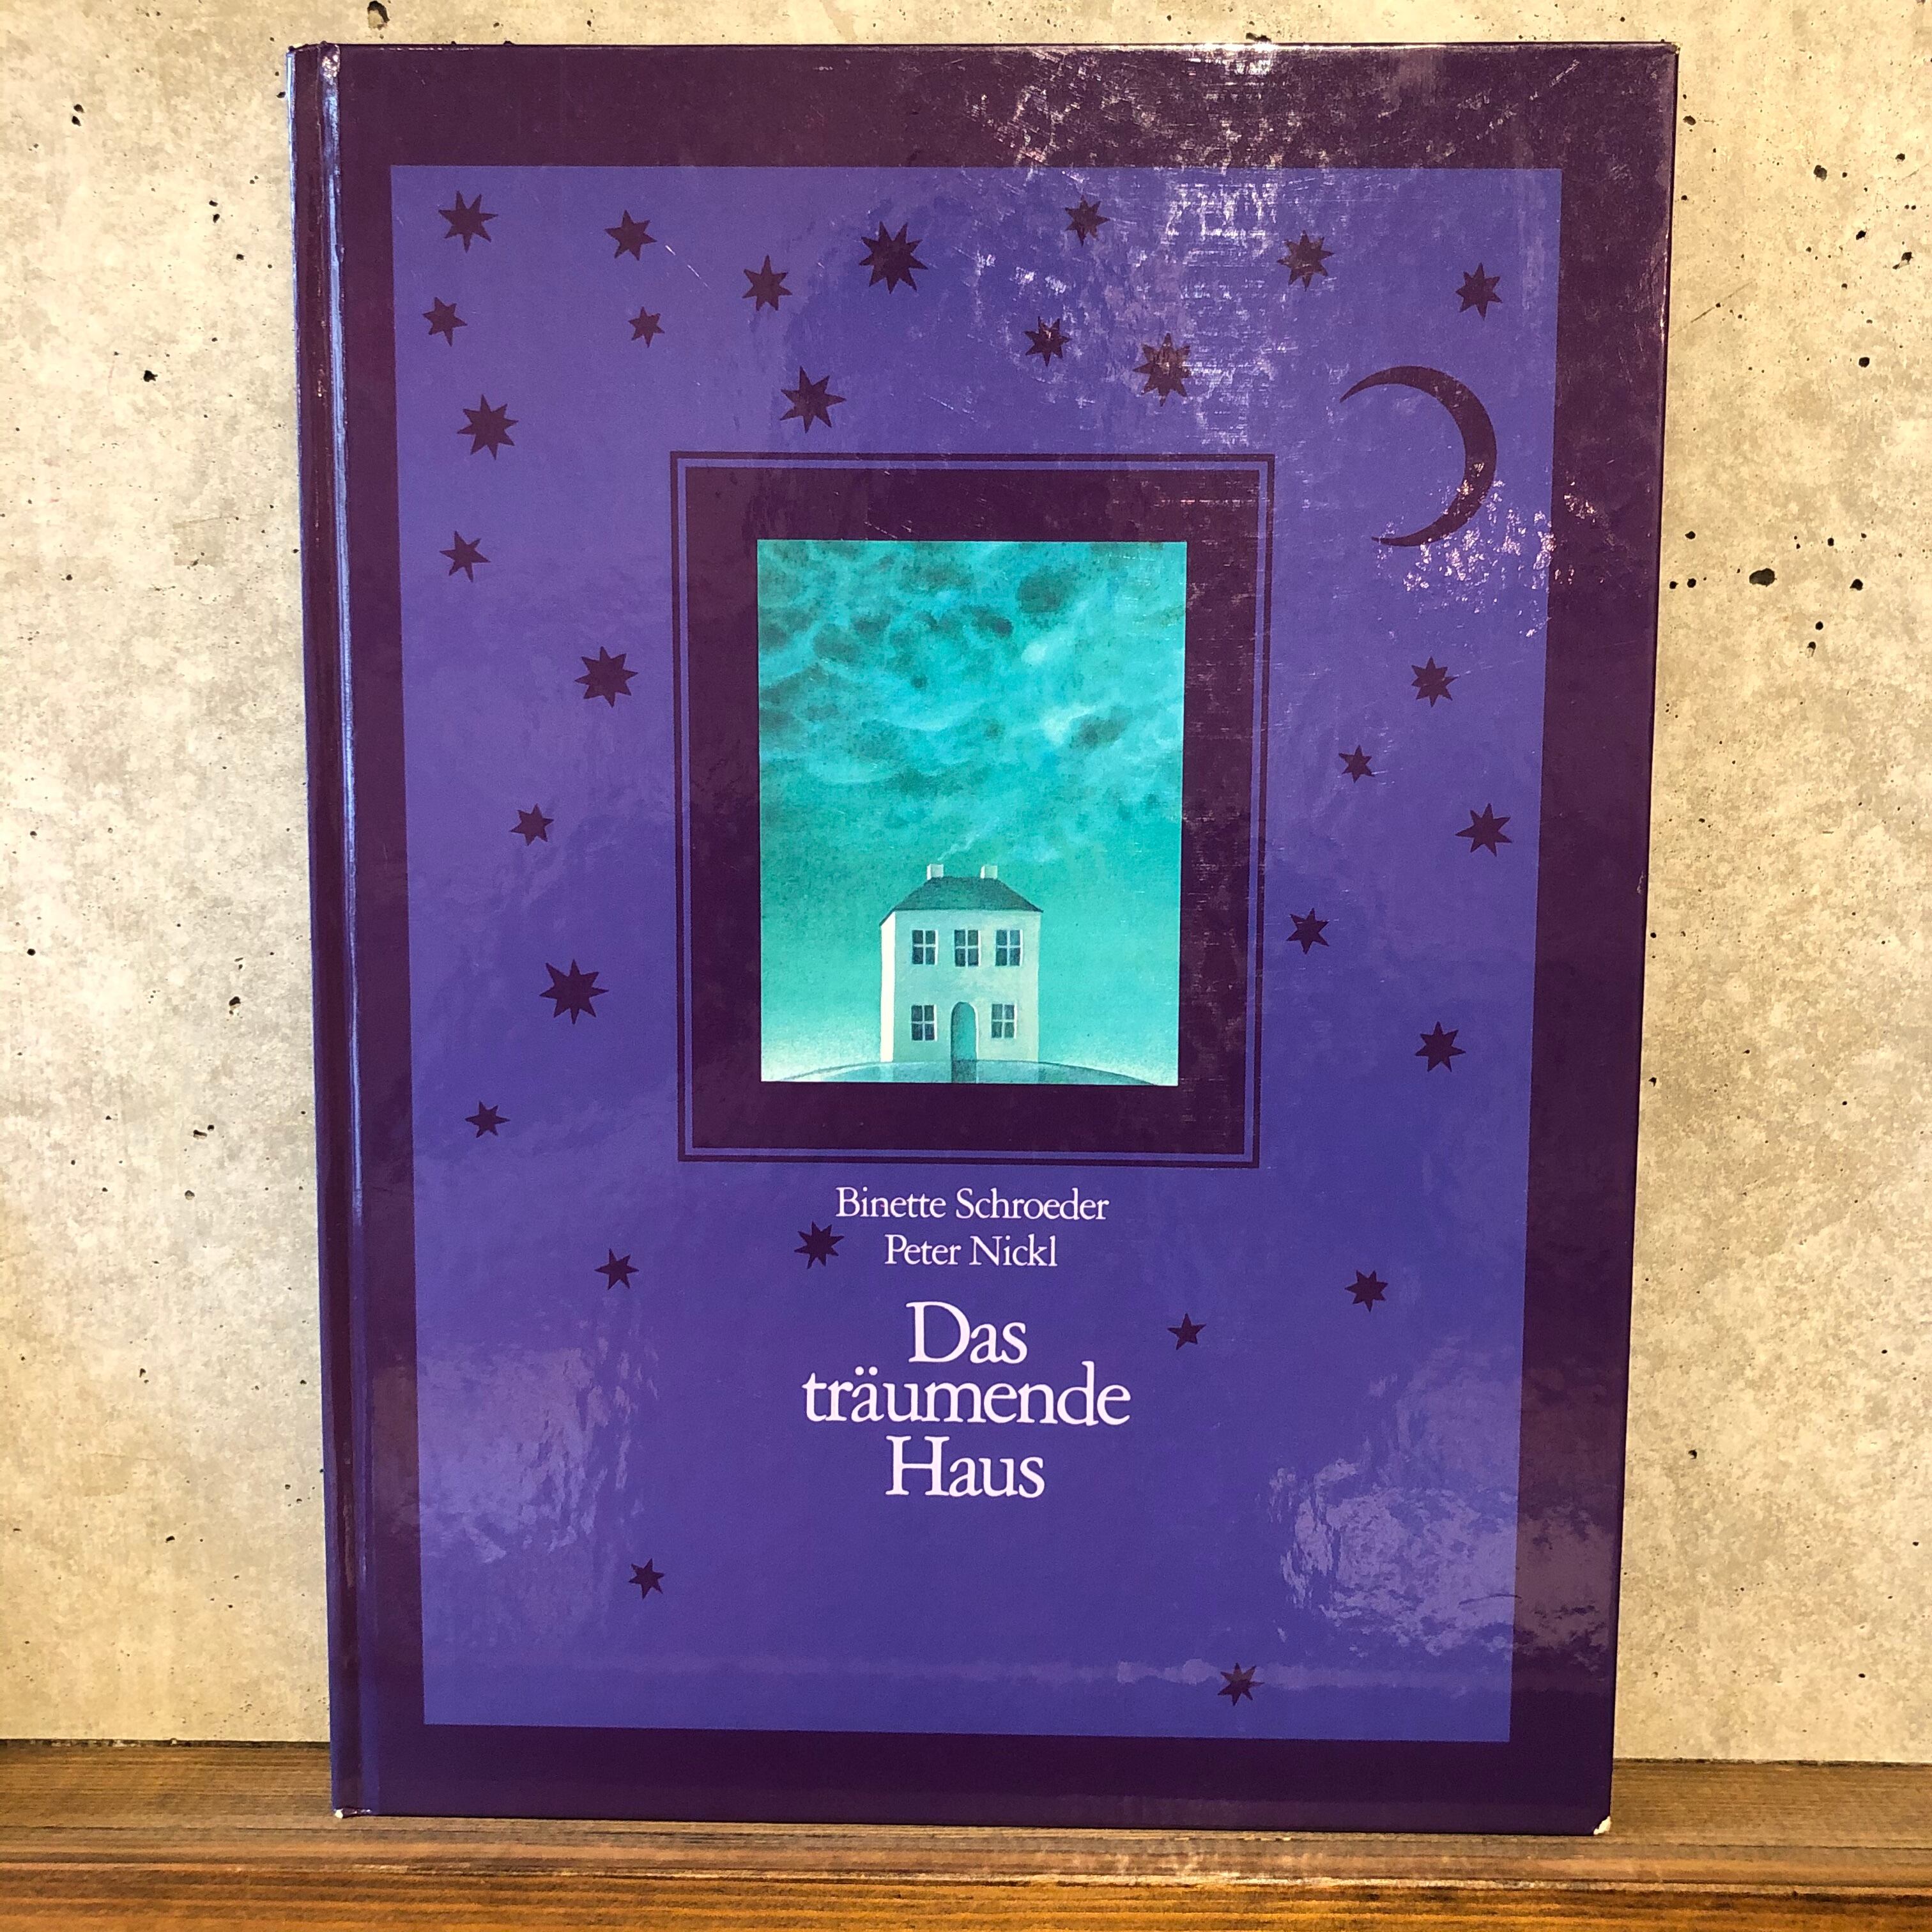 Binette Schroeder
Peter Nickl
Das
träumende
Haus